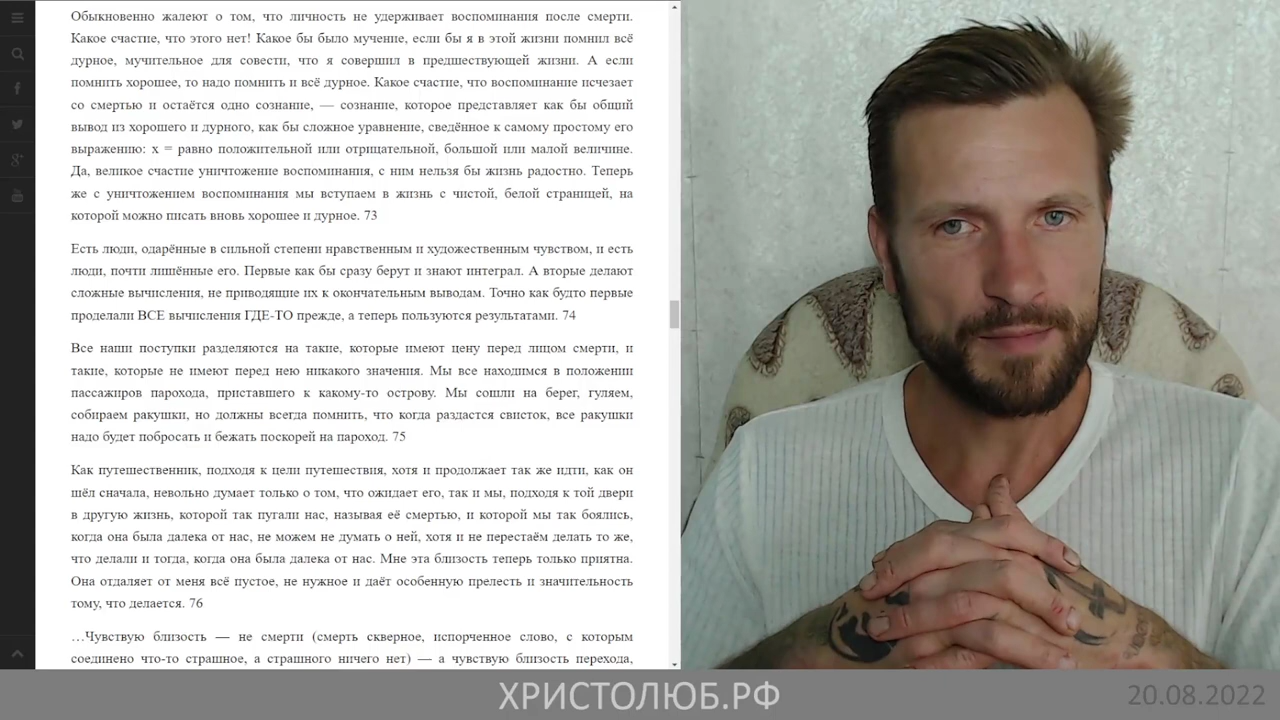 Обыкновенно жалеют о том, что личность не удерживает воспоминания после смерти.
Какое счастие, что этого нет! Какое бы было мучение, если бы я в этой жизни помнил всё
дурное, мучительное для совести, что я совершил в предшествующей жизни. А если
помнить хорошее, то надо помнить и всё дурное. Какое счастие, что воспоминание исчезает
со смертью и остаётся одно сознание, — сознание, которое представляет как бы общий
вывод из хорошего и дурного, как бы сложное уравнение, сведённое к самому простому его
выражению: x = равно положительной или отрицательной, большой или малой величине.
Да, великое счастие уничтожение воспоминания, с ним нельзя бы жизнь радостно. Теперь
же с уничтожением воспоминания мы вступаем в жизнь с чистой, белой страницей, на
которой можно писать вновь хорошее и дурное. 73
Есть люди, одарённые в сильной степени нравственным и художественным чувством, и есть
люди, почти лишённые его. Первые как бы сразу берут и знают интеграл. А вторые делают
сложные вычисления, не приводящие их к окончательным выводам. Точно как будто первые
проделали ВСЕ вычисления ГДЕ-ТО прежде, а теперь пользуются результатами. 74
Все наши поступки разделяются на такие, которые имеют цену перед лицом смерти, и
такие, которые не имеют перед нею никакого значения. Мы все находимся в положении
пассажиров парохода, приставшего к какому-то острову. Мы сошли на берег, гуляем,
собираем ракушки, но должны всегда помнить, что когда раздастся свисток, все ракушки
надо будет побросать и бежать поскорей на пароход. 75
Как путешественник, подходя к цели путешествия, хотя и продолжает так же идти, как он
шёл сначала, невольно думает только о том, что ожидает его, так и мы, подходя к той двери
в другую жизнь, которой так пугали нас, называя её смертью, и которой мы так боялись,
когда она была далека от нас, не можем не думать о ней, хотя и не перестаём делать то же,
что делали и тогда, когда она была далека от нас. Мне эта близость теперь только приятна.
Она отдаляет от меня всё пустое, не нужное и даёт особенную прелесть и значительность
тому, что делается. 76
…Чувствую близость — не смерти (смерть скверное, испорченное слово, с которым
соединено что-то страшное, а страшного ничего нет) — а чувствую близость перехода,
ХРИСТОЛЮБ.РФ
20.08.2022